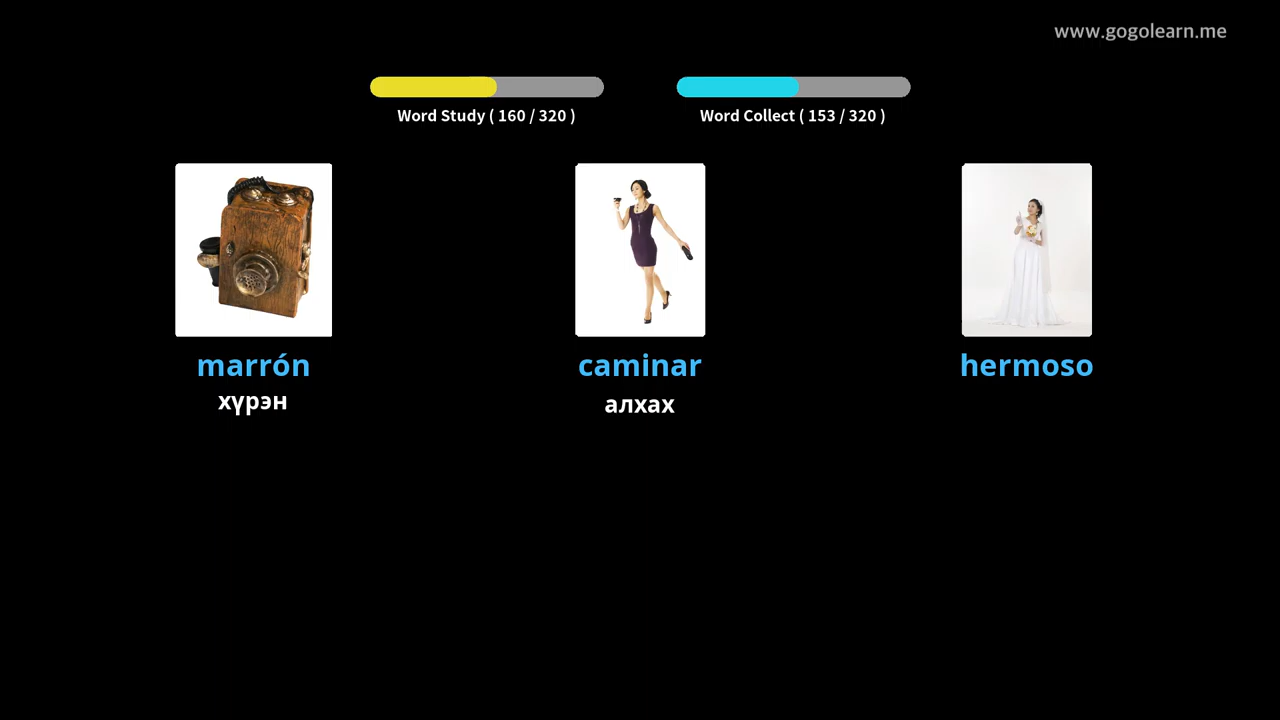 www.gogolearn.me
Word Study ( 160 / 320 )
Word Collect ( 153 / 320 )
marrón
хүрэн
caminar
алхах
hermoso